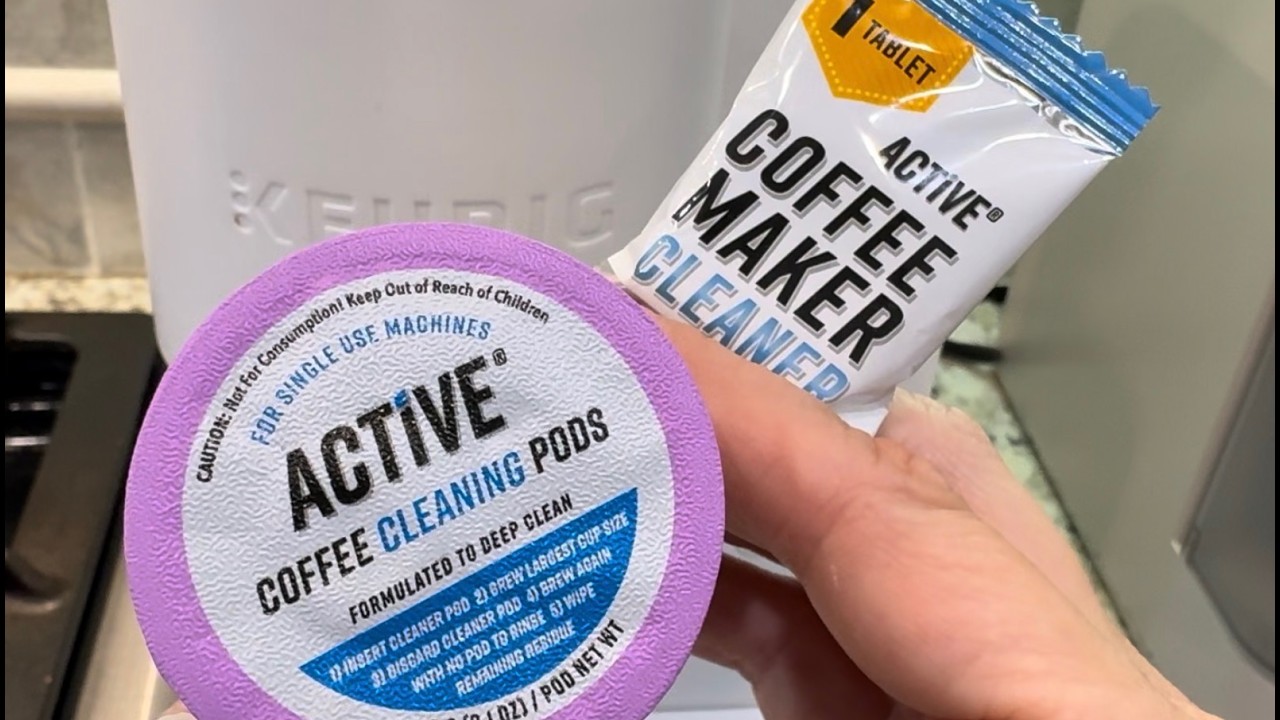 KEURIG
1 TABLET
ACTiVE®
COFFEE
MAKER
CLEANER
CAUTION: Not For Consumption! Keep Out of Reach of Children
FOR SINGLE USE MACHINES
ACTiVE®
COFFEE CLEANING PODS
FORMULATED TO DEEP CLEAN
1) INSERT CLEANER POD 2) BREW LARGEST CUP SIZE
3) DISCARD CLEANER POD 4) BREW AGAIN
WITH NO POD TO RINSE 5) WIPE
REMAINING RESIDUE
OZ) / POD NET WT